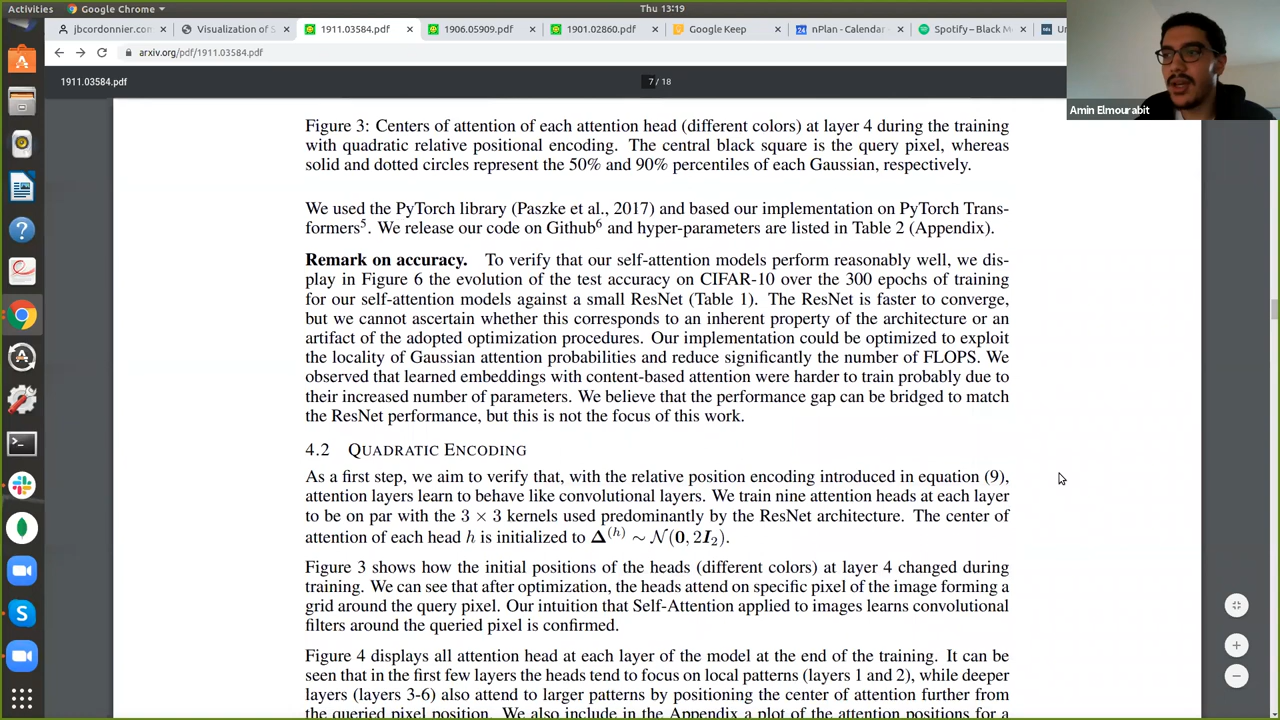 Activities
Google Chrome
Thu 13:19
jbcordonnier.com
Visualization of S
1911.03584.pdf
1906.05909.pdf
1901.02860.pdf
Google Keep
nPlan - Calendar
Spotify – Black M
arxiv.org/pdf/1911.03584.pdf
1911.03584.pdf
7 / 18
Amin Elmourabit
Figure 3: Centers of attention of each attention head (different colors) at layer 4 during the training
with quadratic relative positional encoding. The central black square is the query pixel, whereas
solid and dotted circles represent the 50% and 90% percentiles of each Gaussian, respectively.
We used the PyTorch library (Paszke et al., 2017) and based our implementation on PyTorch Trans-
formers⁵. We release our code on Github⁶ and hyper-parameters are listed in Table 2 (Appendix).
Remark on accuracy. To verify that our self-attention models perform reasonably well, we dis-
play in Figure 6 the evolution of the test accuracy on CIFAR-10 over the 300 epochs of training
for our self-attention models against a small ResNet (Table 1). The ResNet is faster to converge,
but we cannot ascertain whether this corresponds to an inherent property of the architecture or an
artifact of the adopted optimization procedures. Our implementation could be optimized to exploit
the locality of Gaussian attention probabilities and reduce significantly the number of FLOPS. We
observed that learned embeddings with content-based attention were harder to train probably due to
their increased number of parameters. We believe that the performance gap can be bridged to match
the ResNet performance, but this is not the focus of this work.
4.2 QUADRATIC ENCODING
As a first step, we aim to verify that, with the relative position encoding introduced in equation (9),
attention layers learn to behave like convolutional layers. We train nine attention heads at each layer
to be on par with the 3 × 3 kernels used predominantly by the ResNet architecture. The center of
attention of each head h is initialized to Δ⁽ʰ⁾ ∼ N(0, 2I₂).
Figure 3 shows how the initial positions of the heads (different colors) at layer 4 changed during
training. We can see that after optimization, the heads attend on specific pixel of the image forming a
grid around the query pixel. Our intuition that Self-Attention applied to images learns convolutional
filters around the queried pixel is confirmed.
Figure 4 displays all attention head at each layer of the model at the end of the training. It can be
seen that in the first few layers the heads tend to focus on local patterns (layers 1 and 2), while deeper
layers (layers 3-6) also attend to larger patterns by positioning the center of attention further from
the queried pixel position. We also include in the Appendix a plot of the attention positions for a